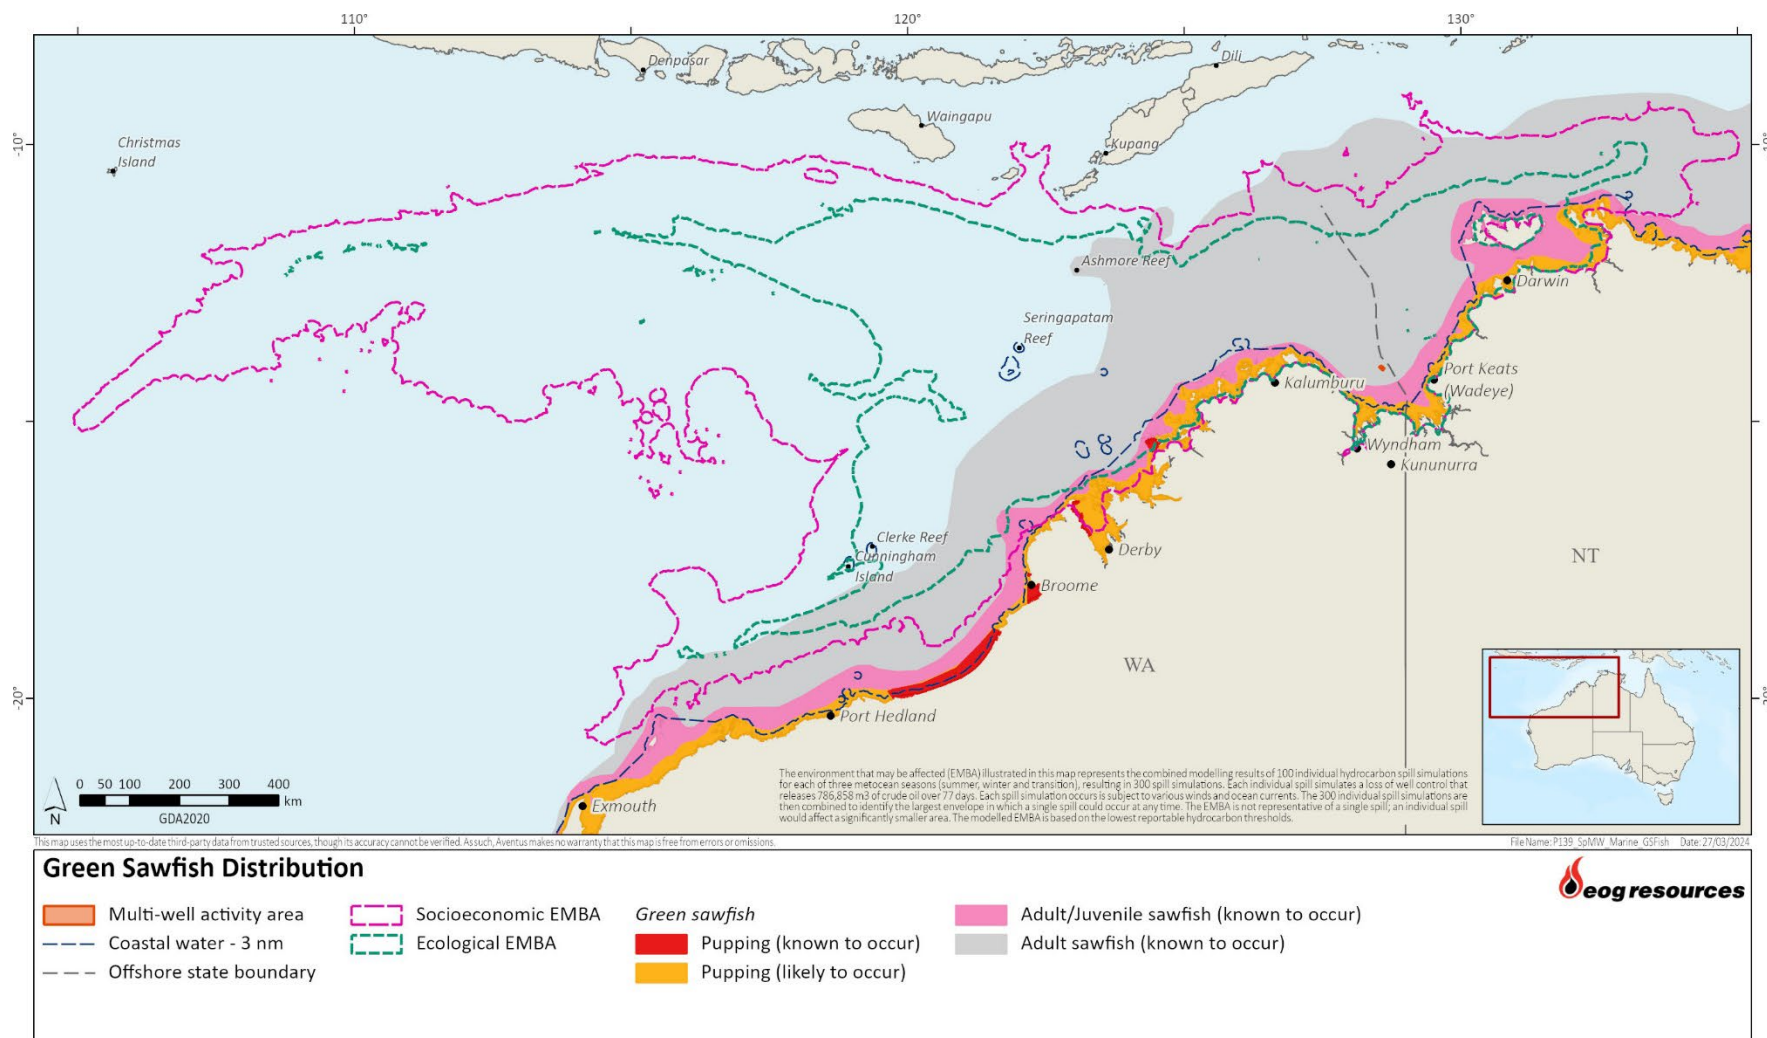 110°
120°
130°
-10°
-10°
-20°
-20°
Denpasar
Dili
Waingapu
Christmas
Island
Kupang
Ashmore Reef
Darwin
Seringapatam
Reef
Port Keats
(Wadeye)
Kalumburu
Wyndham
Kununurra
Clerke Reef
Cunningham
Island
Derby
NT
Broome
WA
Port Hedland
Exmouth
0 50 100 200 300 400
km
N
GDA2020
The environment that may be affected (EMBA) illustrated in this map represents the combined modelling results of 100 individual hydrocarbon spill simulations
for each of three metocean seasons (summer, winter and transition), resulting in 300 spill simulations. Each individual spill simulates a loss of well control that
releases 786,858 m3 of crude oil over 77 days. Each spill simulation occurs is subject to various winds and ocean currents. The 300 individual spill simulations are
then combined to identify the largest envelope in which a single spill could occur at any time. The EMBA is not representative of a single spill; an individual spill
would affect a significantly smaller area. The modelled EMBA is based on the lowest reportable hydrocarbon thresholds.
This map uses the most up-to-date third-party data from trusted sources, though its accuracy cannot be verified. As such, Aventus makes no warranty that this map is free from errors or omissions.
File Name: P139_SpMW_Marine_GSFish Date: 27/03/2024
Green Sawfish Distribution
eog resources
Multi-well activity area
Coastal water - 3 nm
Offshore state boundary
Socioeconomic EMBA
Ecological EMBA
Green sawfish
Pupping (known to occur)
Pupping (likely to occur)
Adult/Juvenile sawfish (known to occur)
Adult sawfish (known to occur)